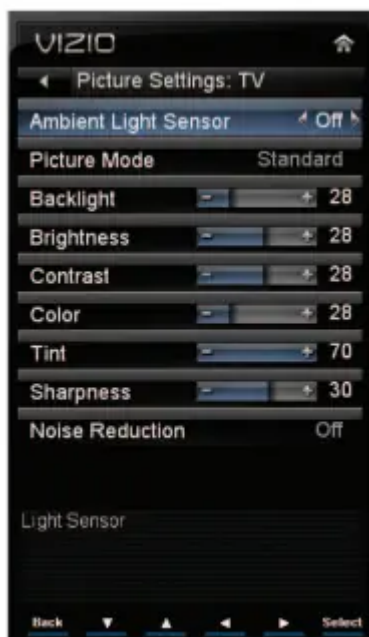 VIZIO
Picture Settings: TV
Ambient Light Sensor Off
Picture Mode Standard
Backlight - + 28
Brightness - + 28
Contrast - + 28
Color - + 28
Tint - + 70
Sharpness - + 30
Noise Reduction Off
Light Sensor
Back ▼ ▲ ◄ ► Select